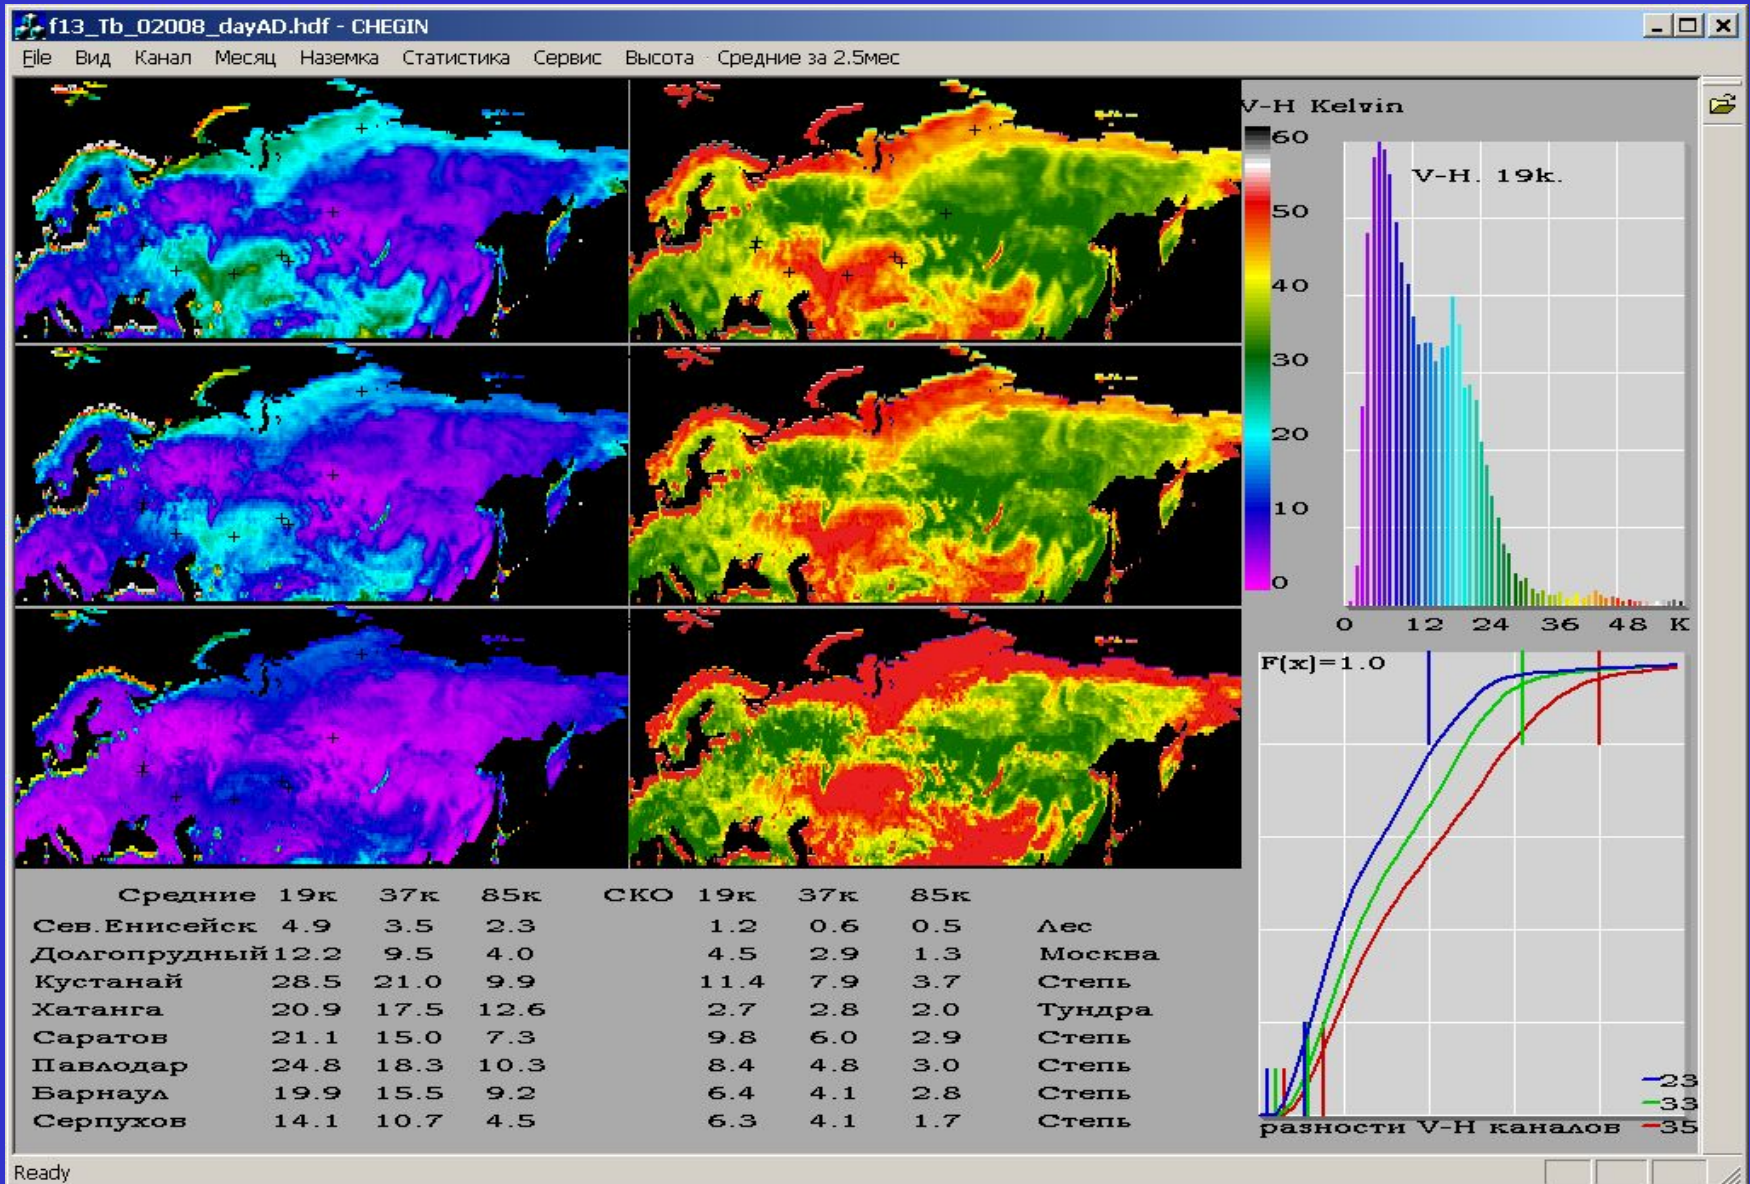 f13_Tb_02008_dayAD.hdf - CHEGIN
File Вид Канал Месяц Наземка Статистика Сервис Высота Средние за 2.5мес
V-H Kelvin
60
50
40
30
20
10
0
V-H. 19k.
0 12 24 36 48 K
F(x)=1.0
23
33
разности V-H каналов 35
Средние 19к 37к 85к СКО 19к 37к 85к
Сев.Енисейск 4.9 3.5 2.3 1.2 0.6 0.5 Лес
Долгопрудный 12.2 9.5 4.0 4.5 2.9 1.3 Москва
Кустанай 28.5 21.0 9.9 11.4 7.9 3.7 Степь
Хатанга 20.9 17.5 12.6 2.7 2.8 2.0 Тундра
Саратов 21.1 15.0 7.3 9.8 6.0 2.9 Степь
Павлодар 24.8 18.3 10.3 8.4 4.8 3.0 Степь
Барнаул 19.9 15.5 9.2 6.4 4.1 2.8 Степь
Серпухов 14.1 10.7 4.5 6.3 4.1 1.7 Степь
Ready